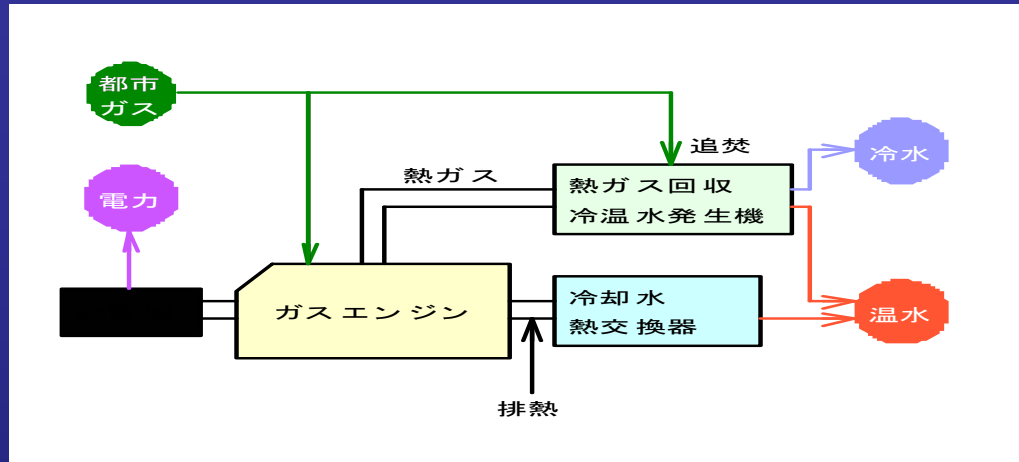 都市
ガス
追焚
冷水
熱ガス
熱ガス回収
冷温水発生機
電力
ガスエンジン
冷却水
熱交換器
温水
排熱